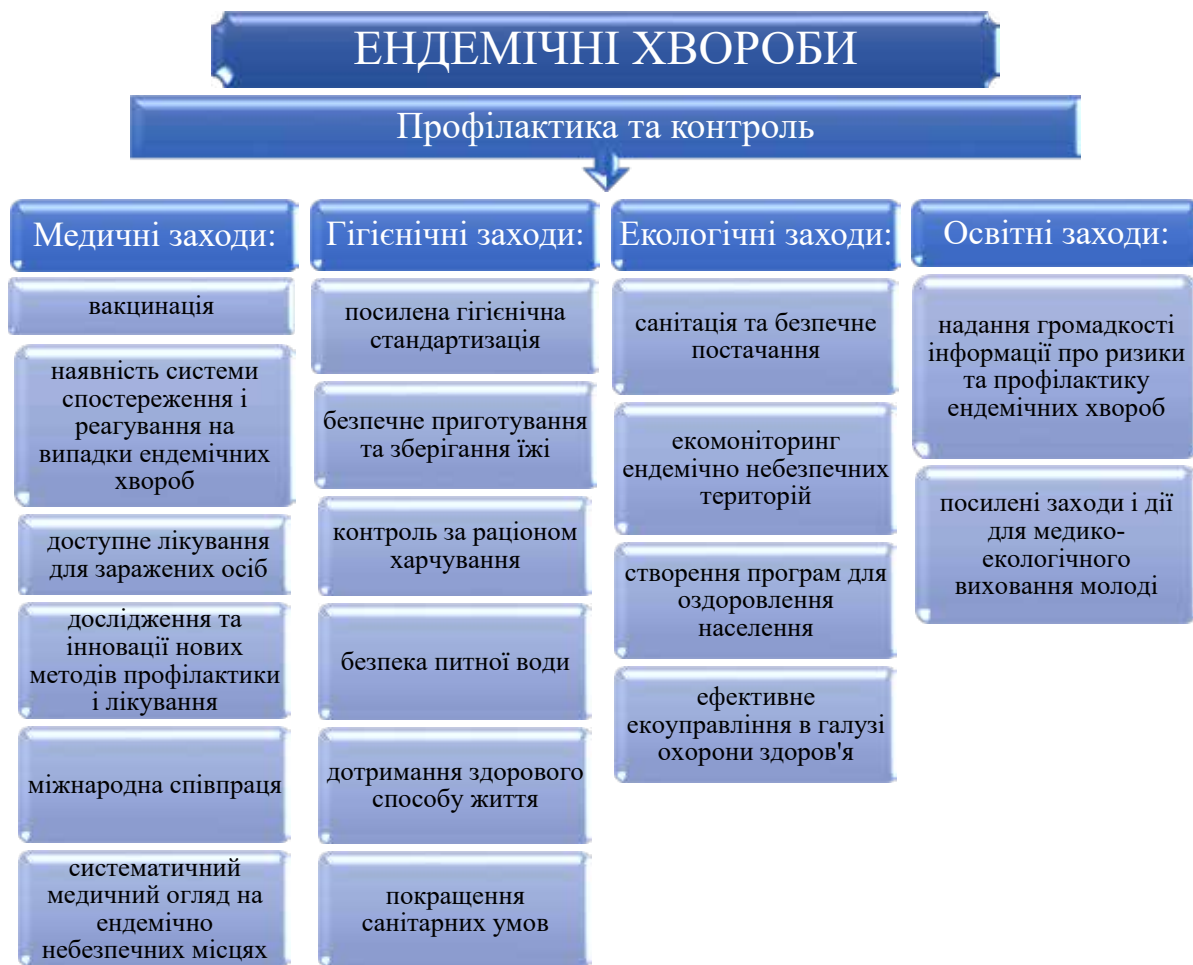 ЕНДЕМІЧНІ ХВОРОБИ
Профілактика та контроль
Медичні заходи:
вакцинація
наявність системи
спостереження і
реагування на
випадки ендемічних
хвороб
доступне лікування
для заражених осіб
дослідження та
інновації нових
методів профілактики
і лікування
міжнародна співпраця
систематичний
медичний огляд на
ендемічно
небезпечних місцях
Гігієнічні заходи:
посилена гігієнічна
стандартизація
безпечне приготування
та зберігання їжі
контроль за раціоном
харчування
безпека питної води
дотримання здорового
способу життя
покращення
санітарних умов
Екологічні заходи:
санітація та безпечне
постачання
екомоніторинг
ендемічно небезпечних
територій
створення програм для
оздоровлення
населення
ефективне
екоуправління в галузі
охорони здоров'я
Освітні заходи:
надання громадкості
інформації про ризики
та профілактику
ендемічних хвороб
посилені заходи і дії
для медико-
екологічного
виховання молоді